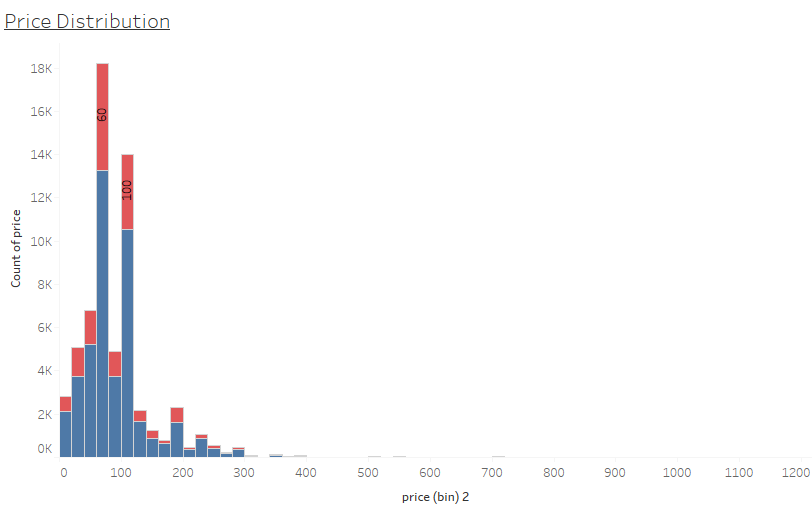 Price Distribution
18K
16K
14K
12K
10K
8K
6K
4K
2K
0K
Count of price
60
100
0 100 200 300 400 500 600 700 800 900 1000 1100 1200
price (bin) 2